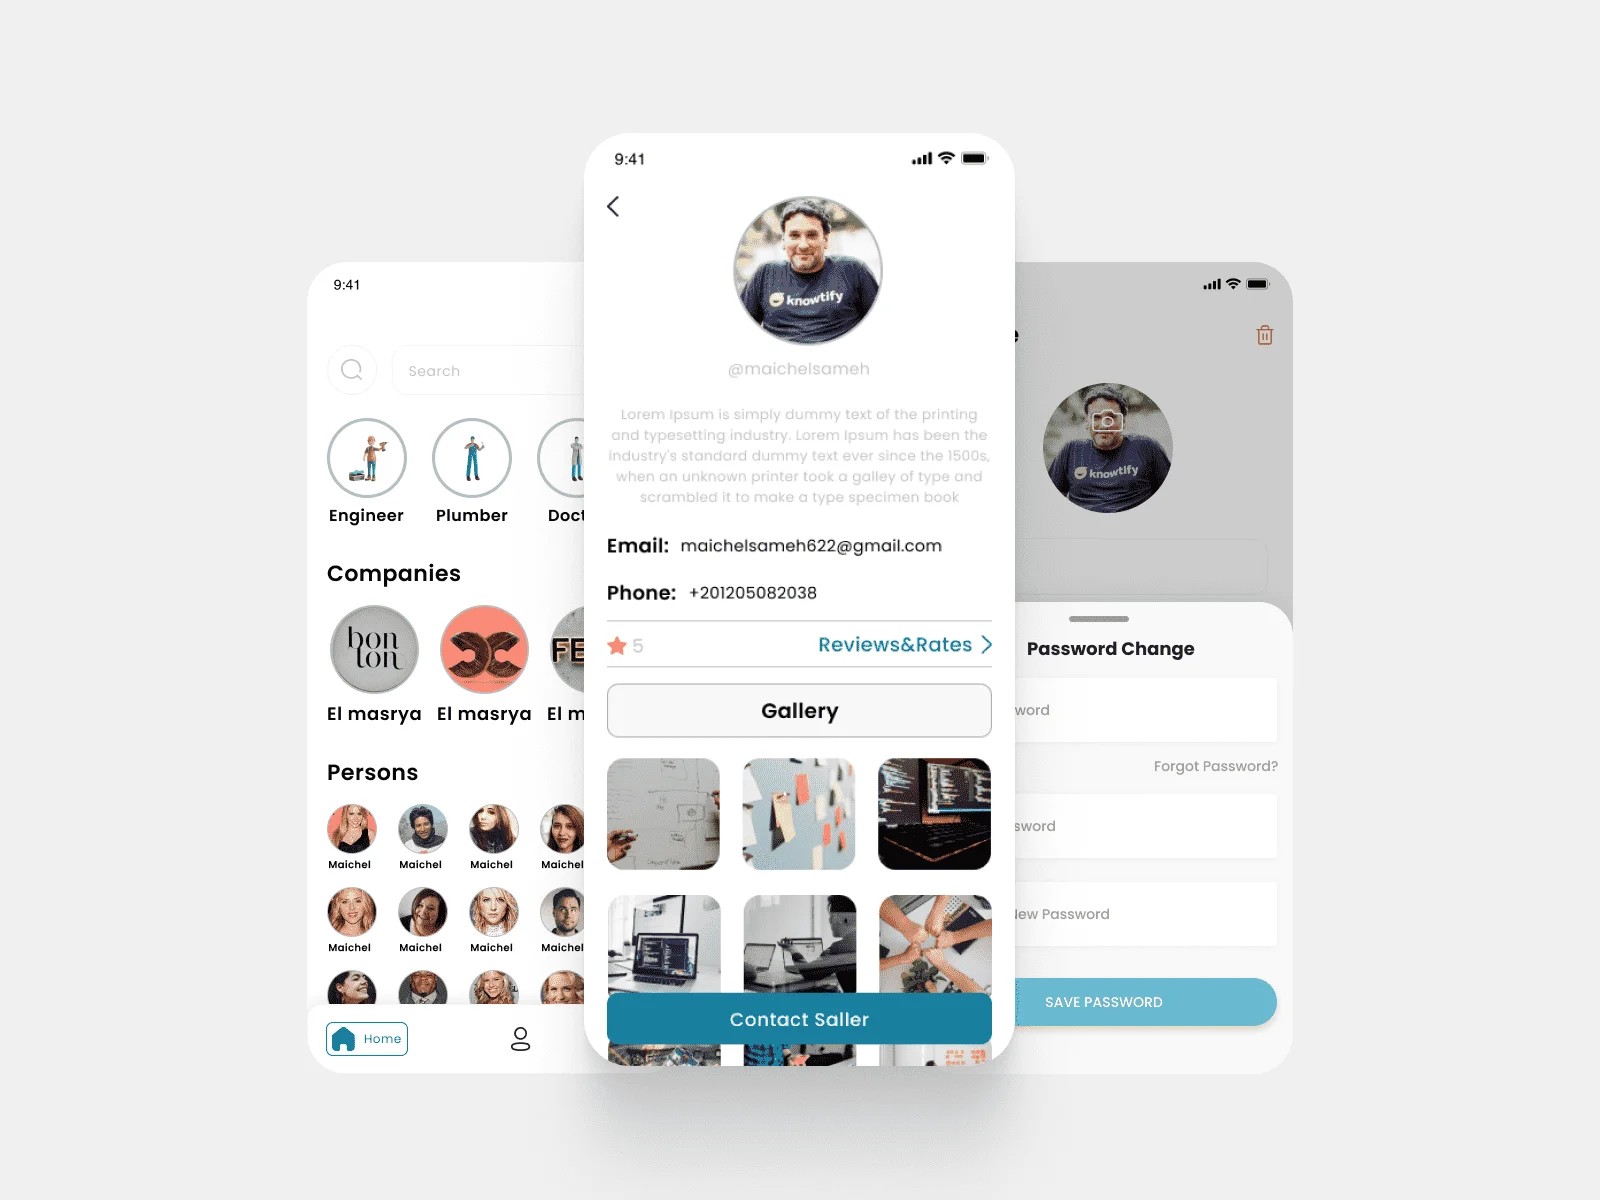 9:41
Search
Engineer
Plumber
Doct
Companies
bon
ton
FE
El masrya
El masrya
El m
Persons
Maichel
Maichel
Maichel
Maichel
Maichel
Maichel
Maichel
Maichel
Home
9:41
knowtify
@maichelsameh
Lorem Ipsum is simply dummy text of the printing
and typesetting industry. Lorem Ipsum has been the
industry's standard dummy text ever since the 1500s,
when an unknown printer took a galley of type and
scrambled it to make a type specimen book
Email: maichelsameh622@gmail.com
Phone: +201205082038
5
Reviews&Rates
Gallery
Contact Saller
e
knowtify
Password Change
word
Forgot Password?
sword
New Password
SAVE PASSWORD